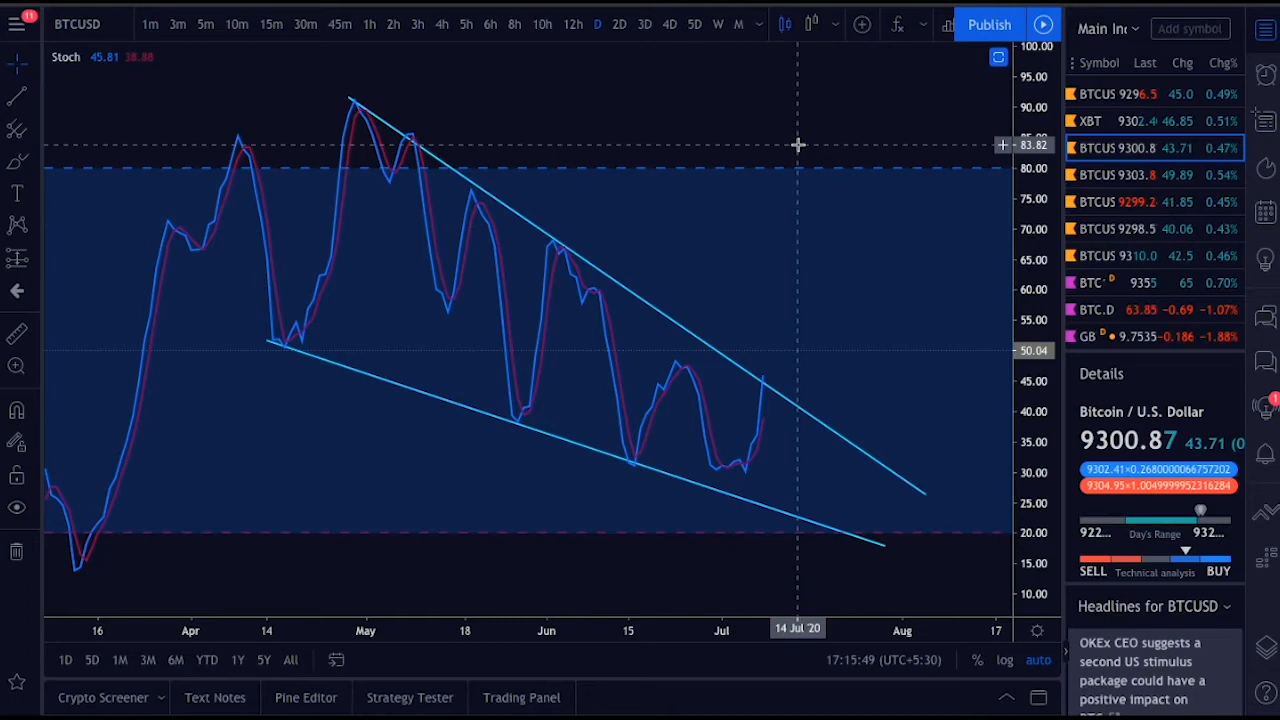 11
BTCUSD 1m 3m 5m 10m 15m 30m 45m 1h 2h 3h 4h 5h 6h 8h 10h 12h D 2D 3D 4D 5D W M
Publish
Main Inc
Add symbol
Stoch 45.81 38.88
Symbol Last Chg Chg%
BTCUS 9296.5 45.0 0.49%
XBT 9302.4 46.85 0.51%
BTCUS 9300.8 43.71 0.47%
BTCUS 9303.8 49.89 0.54%
BTCUS 9299.2 41.85 0.45%
BTCUS 9298.5 40.06 0.43%
BTCUS 9310.0 42.5 0.46%
BTC D 9355 65 0.70%
BTC.D 63.85 -0.69 -1.07%
GB D 9.7535 -0.186 -1.88%
100.00
95.00
90.00
83.82
80.00
75.00
70.00
65.00
60.00
55.00
50.04
45.00
40.00
35.00
30.00
25.00
20.00
15.00
10.00
Details
Bitcoin / U.S. Dollar
9300.87 43.71 (0
9302.41×0.2680000066757202
9304.95×1.0049999952316284
922... Day's Range 932...
SELL Technical analysis BUY
Headlines for BTCUSD
OKEx CEO suggests a
second US stimulus
package could have a
positive impact on
1
16 Apr 14 May 18 Jun 15 Jul 14 Jul '20 Aug 17
1D 5D 1M 3M 6M YTD 1Y 5Y All
17:15:49 (UTC+5:30) % log auto
Crypto Screener Text Notes Pine Editor Strategy Tester Trading Panel